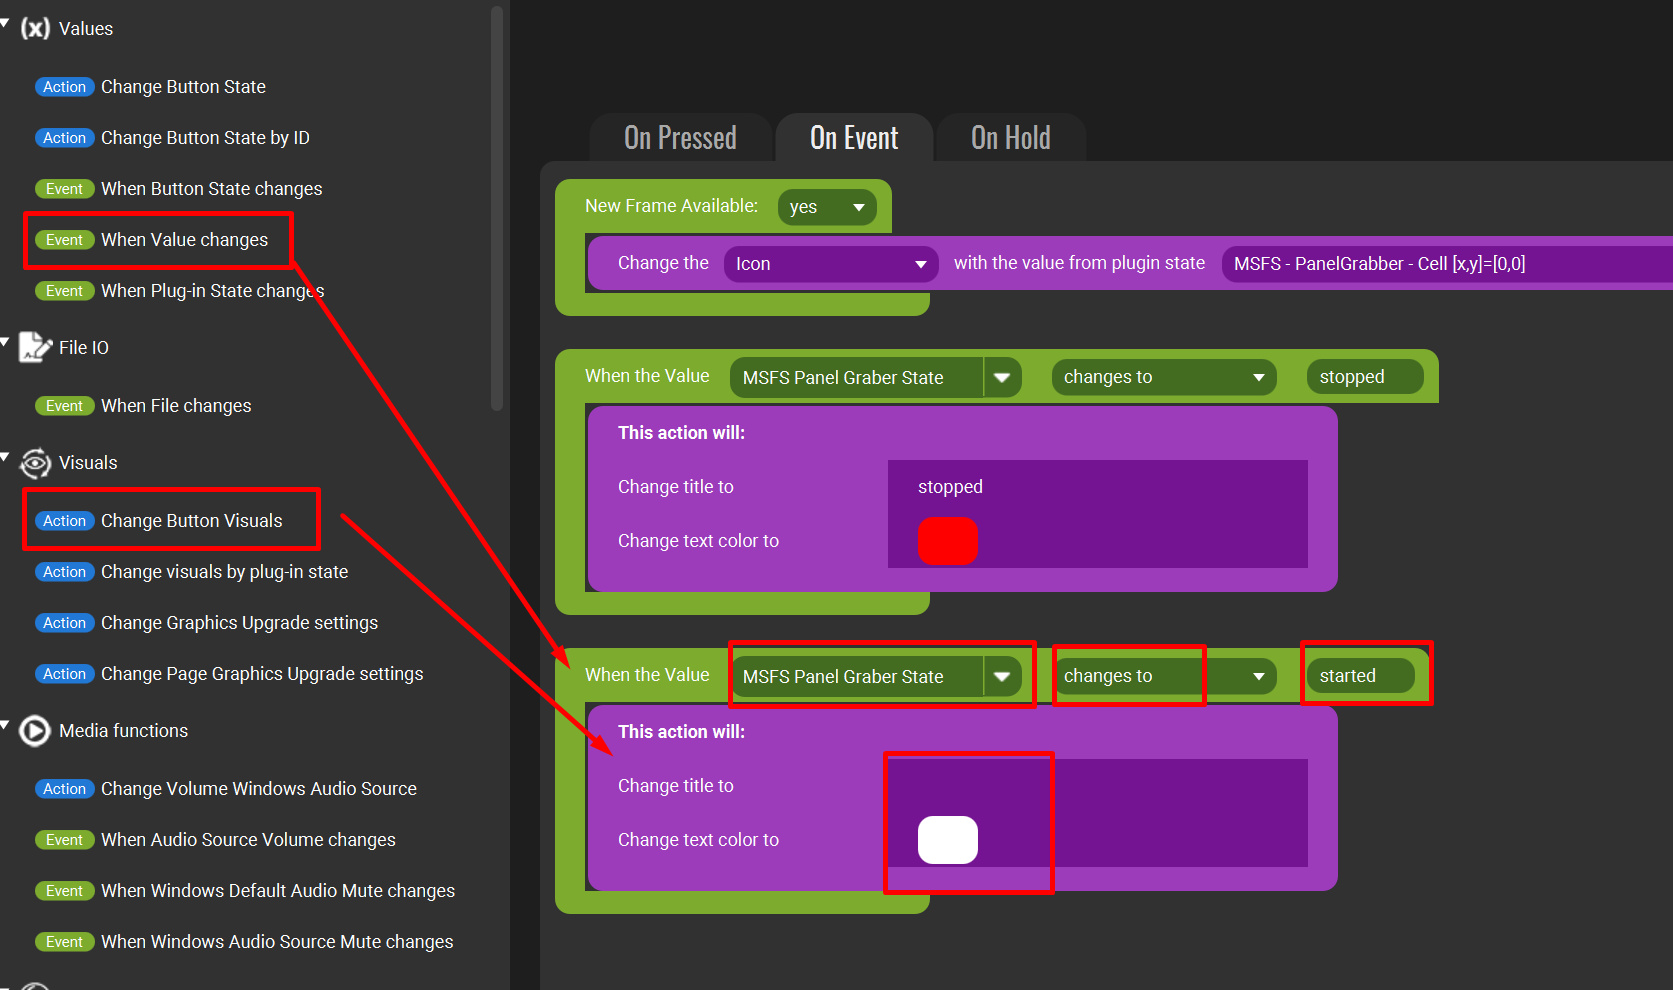 (x) Values
Action Change Button State
Action Change Button State by ID
Event When Button State changes
Event When Value changes
Event When Plug-in State changes
File IO
Event When File changes
Visuals
Action Change Button Visuals
Action Change visuals by plug-in state
Action Change Graphics Upgrade settings
Action Change Page Graphics Upgrade settings
Media functions
Action Change Volume Windows Audio Source
Event When Audio Source Volume changes
Event When Windows Default Audio Mute changes
Event When Windows Audio Source Mute changes
On Pressed On Event On Hold
New Frame Available: yes
Change the Icon with the value from plugin state MSFS - PanelGrabber - Cell [x,y]=[0,0]
When the Value MSFS Panel Graber State changes to stopped
This action will:
Change title to stopped
Change text color to
When the Value MSFS Panel Graber State changes to started
This action will:
Change title to
Change text color to